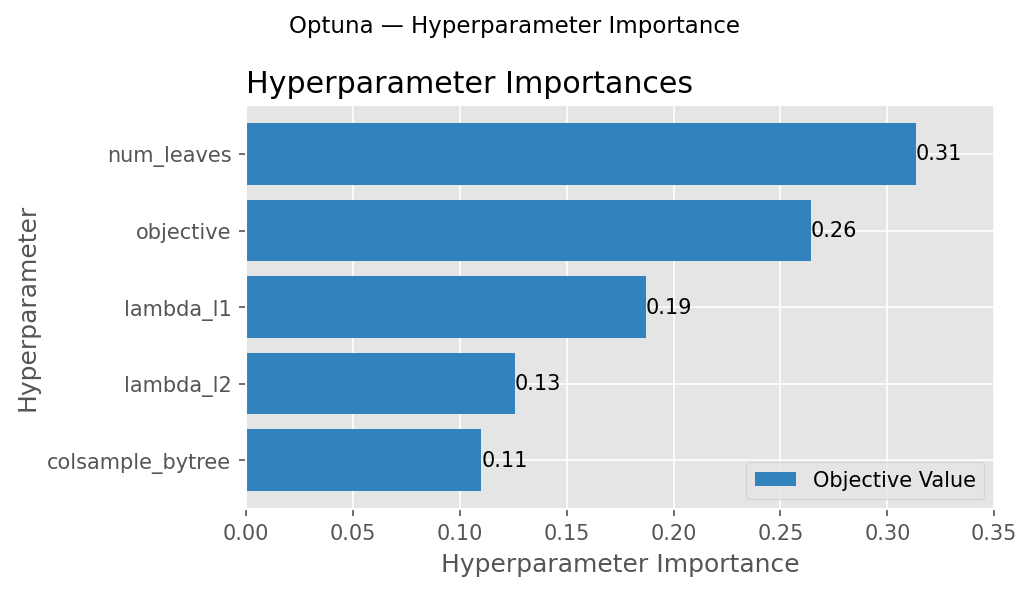 Optuna — Hyperparameter Importance
Hyperparameter Importances
num_leaves
0.31
objective
0.26
lambda_l1
0.19
lambda_l2
0.13
colsample_bytree
0.11
Objective Value
0.00 0.05 0.10 0.15 0.20 0.25 0.30 0.35
Hyperparameter Importance
Hyperparameter